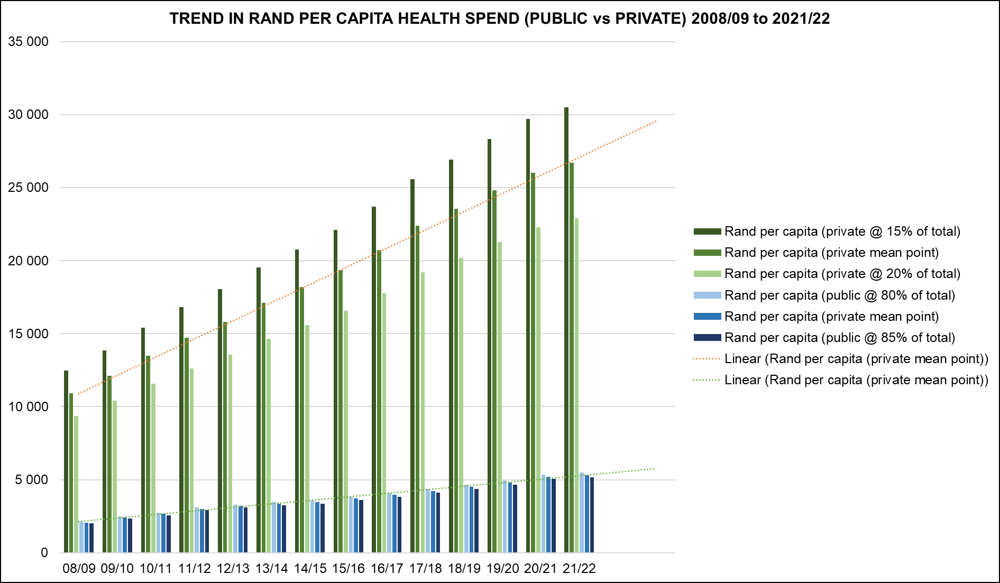 TREND IN RAND PER CAPITA HEALTH SPEND (PUBLIC vs PRIVATE) 2008/09 to 2021/22
35 000
30 000
25 000
20 000
15 000
10 000
5 000
0
08/09 09/10 10/11 11/12 12/13 13/14 14/15 15/16 16/17 17/18 18/19 19/20 20/21 21/22
Rand per capita (private @ 15% of total)
Rand per capita (private mean point)
Rand per capita (private @ 20% of total)
Rand per capita (public @ 80% of total)
Rand per capita (private mean point)
Rand per capita (public @ 85% of total)
Linear (Rand per capita (private mean point))
Linear (Rand per capita (private mean point))